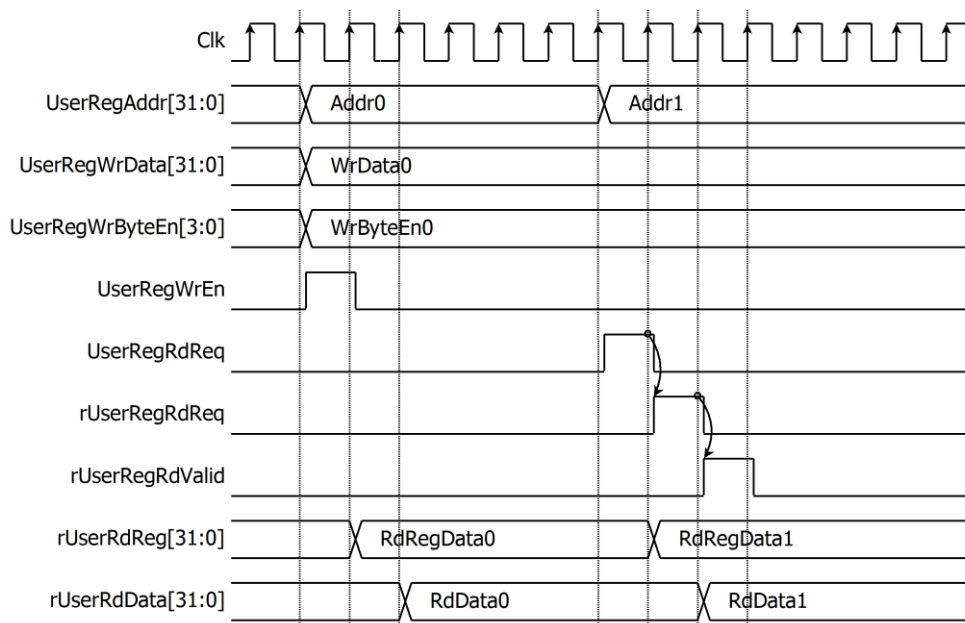 Clk
UserRegAddr[31:0] Addr0 Addr1
UserRegWrData[31:0] WrData0
UserRegWrByteEn[3:0] WrByteEn0
UserRegWrEn
UserRegRdReq
rUserRegRdReq
rUserRegRdValid
rUserRdReg[31:0] RdRegData0 RdRegData1
rUserRdData[31:0] RdData0 RdData1